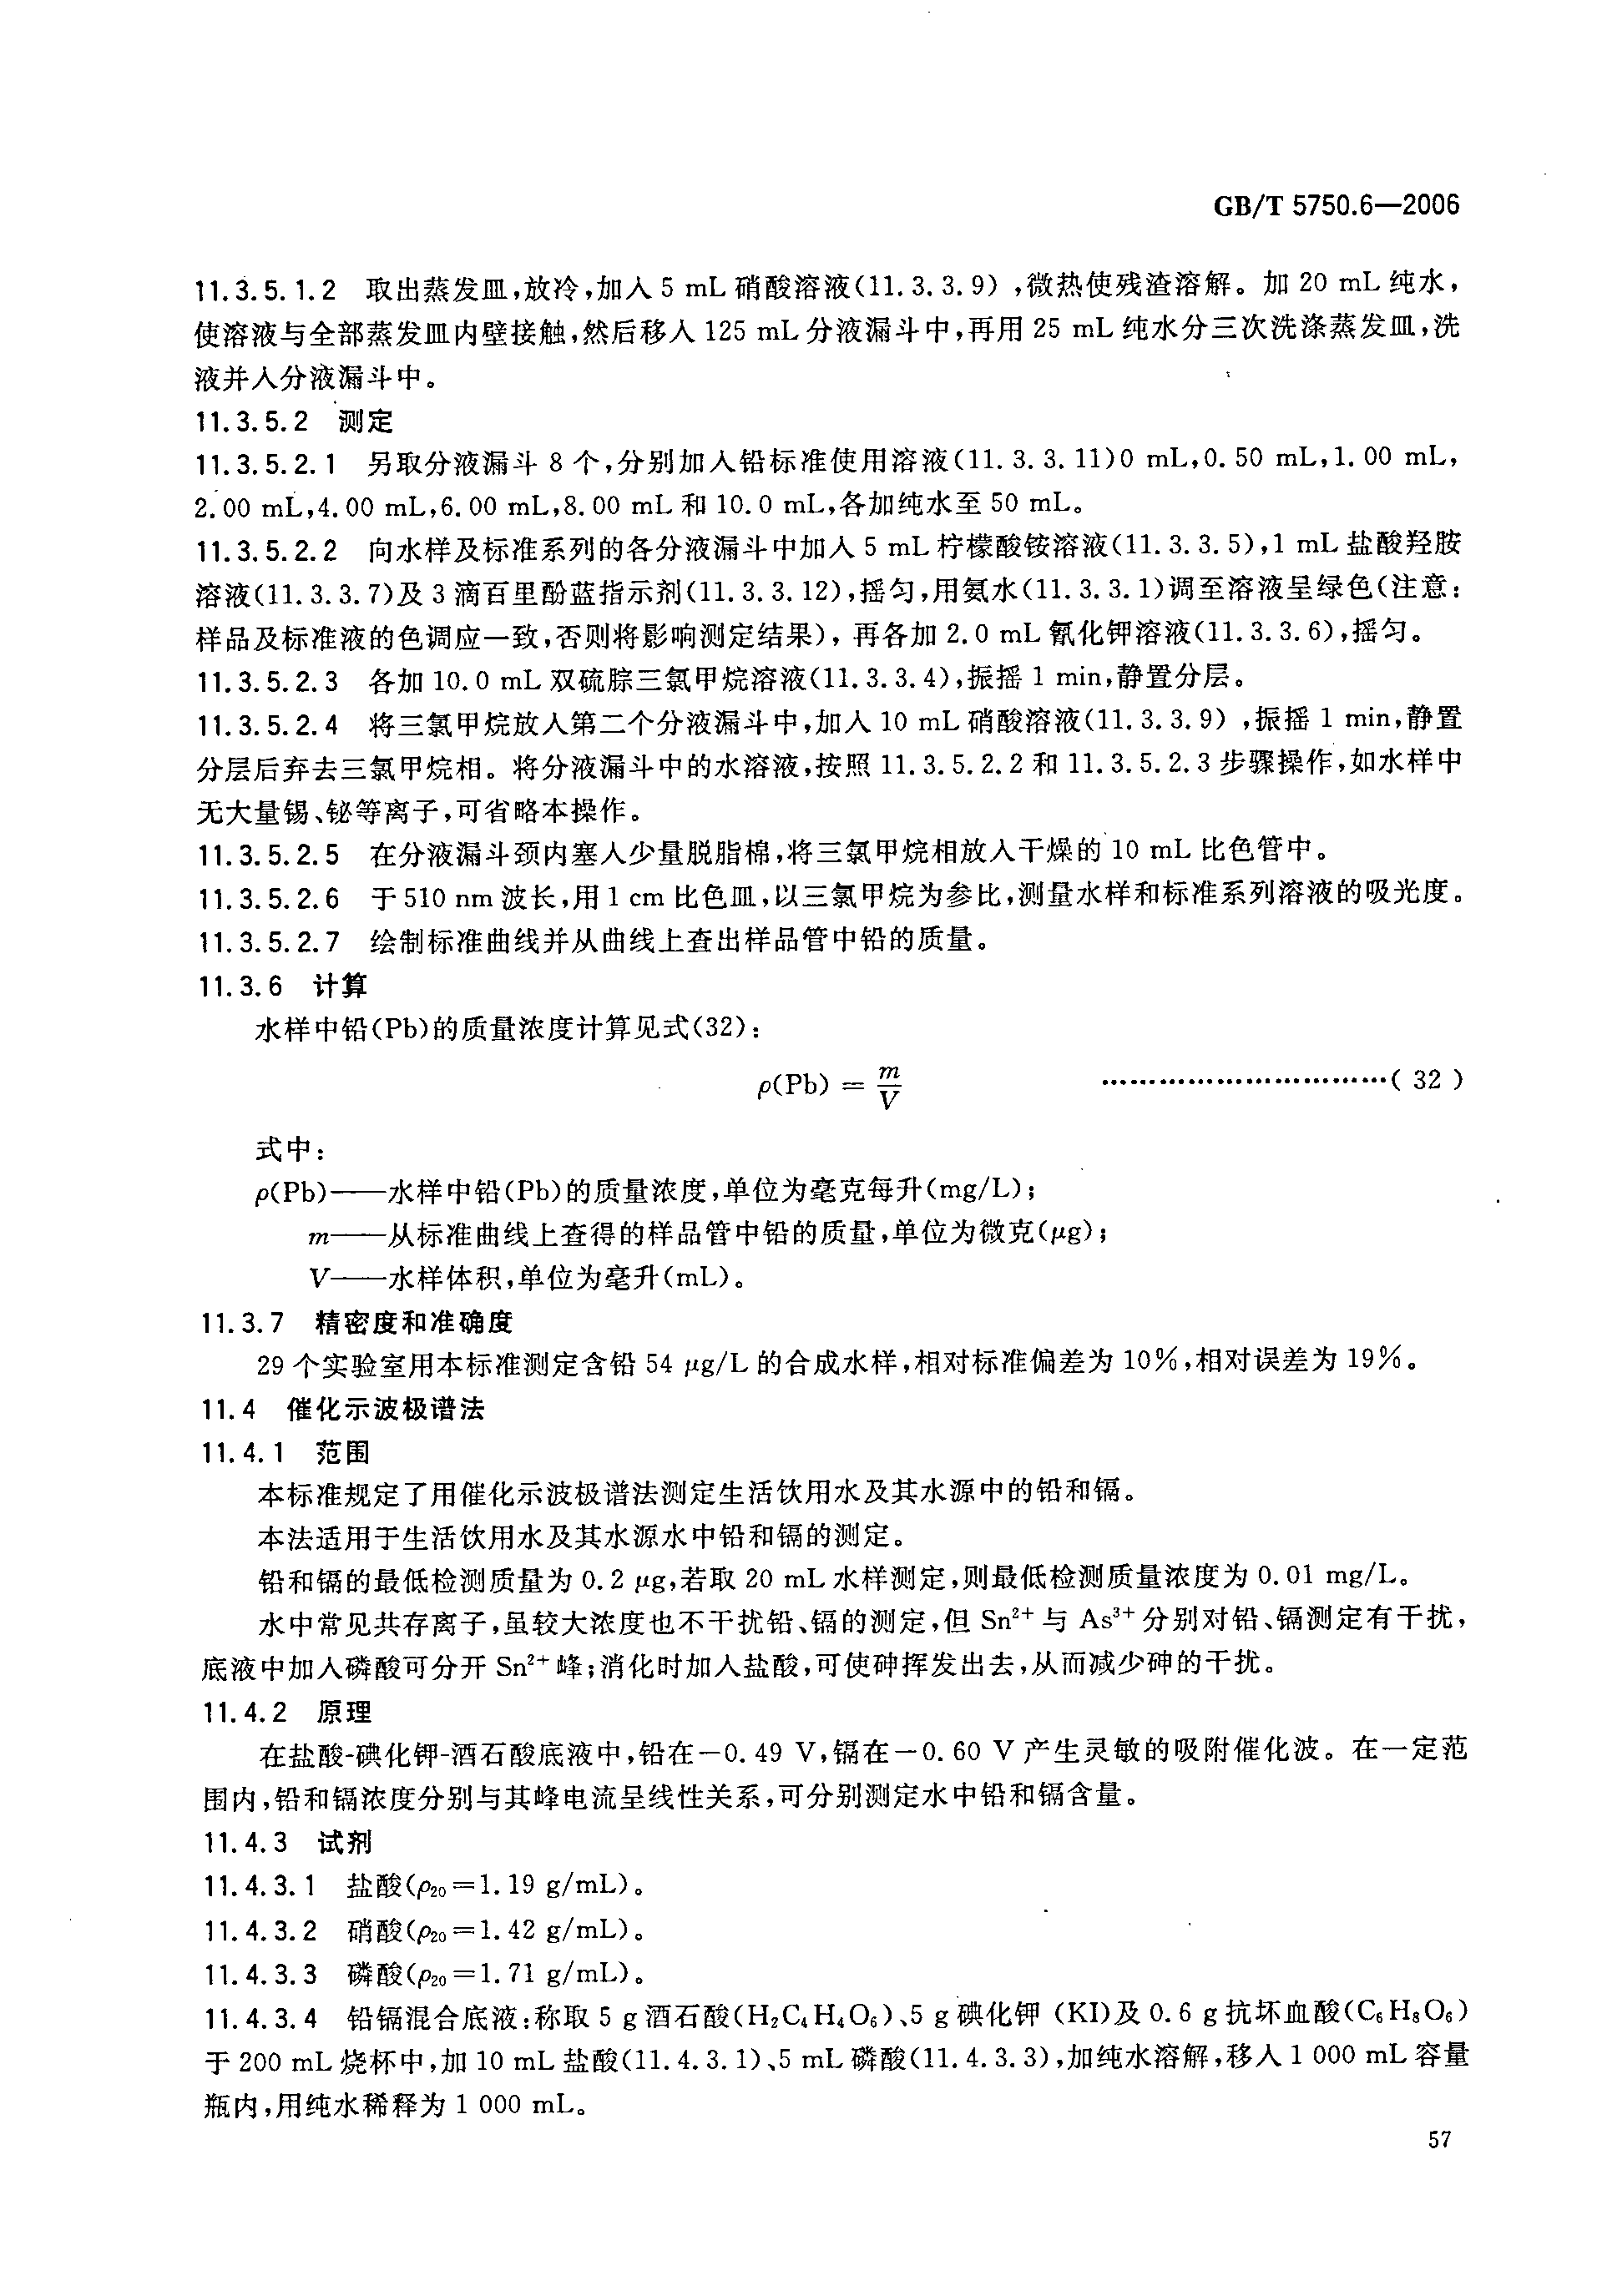 GB/T 5750.6—2006
11.3.5.1.2 取出蒸发皿,放冷,加入 5 mL 硝酸溶液(11.3.3.9) ,微热使残渣溶解。加 20 mL 纯水,
使溶液与全部蒸发皿内壁接触,然后移入 125 mL 分液漏斗中,再用 25 mL 纯水分三次洗涤蒸发皿,洗
液并入分液漏斗中。
11.3.5.2 测定
11.3.5.2.1 另取分液漏斗 8 个,分别加入铅标准使用溶液(11.3.3.11)0 mL,0.50 mL,1.00 mL,
2.00 mL,4.00 mL,6.00 mL,8.00 mL 和 10.0 mL,各加纯水至 50 mL。
11.3.5.2.2 向水样及标准系列的各分液漏斗中加入 5 mL 柠檬酸铵溶液(11.3.3.5),1 mL 盐酸羟胺
溶液(11.3.3.7)及 3 滴百里酚蓝指示剂(11.3.3.12),摇匀,用氨水(11.3.3.1)调至溶液呈绿色(注意:
样品及标准液的色调应一致,否则将影响测定结果),再各加 2.0 mL 氰化钾溶液(11.3.3.6),摇匀。
11.3.5.2.3 各加 10.0 mL 双硫腙三氯甲烷溶液(11.3.3.4),振摇 1 min,静置分层。
11.3.5.2.4 将三氯甲烷放入第二个分液漏斗中,加入 10 mL 硝酸溶液(11.3.3.9) ,振摇 1 min,静置
分层后弃去三氯甲烷相。将分液漏斗中的水溶液,按照 11.3.5.2.2 和 11.3.5.2.3 步骤操作,如水样中
无大量锡、铋等离子,可省略本操作。
11.3.5.2.5 在分液漏斗颈内塞入少量脱脂棉,将三氯甲烷相放入干燥的 10 mL 比色管中。
11.3.5.2.6 于 510 nm 波长,用 1 cm 比色皿,以三氯甲烷为参比,测量水样和标准系列溶液的吸光度。
11.3.5.2.7 绘制标准曲线并从曲线上查出样品管中铅的质量。
11.3.6 计算
水样中铅(Pb)的质量浓度计算见式(32):
ρ(Pb) = m/V ……………………………( 32 )
式中:
ρ(Pb)——水样中铅(Pb)的质量浓度,单位为毫克每升(mg/L);
m——从标准曲线上查得的样品管中铅的质量,单位为微克(μg);
V——水样体积,单位为毫升(mL)。
11.3.7 精密度和准确度
29 个实验室用本标准测定含铅 54 μg/L 的合成水样,相对标准偏差为 10%,相对误差为 19%。
11.4 催化示波极谱法
11.4.1 范围
本标准规定了用催化示波极谱法测定生活饮用水及其水源中的铅和镉。
本法适用于生活饮用水及其水源水中铅和镉的测定。
铅和镉的最低检测质量为 0.2 μg,若取 20 mL 水样测定,则最低检测质量浓度为 0.01 mg/L。
水中常见共存离子,虽较大浓度也不干扰铅、镉的测定,但 Sn²⁺ 与 As³⁺ 分别对铅、镉测定有干扰,
底液中加入磷酸可分开 Sn²⁺ 峰;消化时加入盐酸,可使砷挥发出去,从而减少砷的干扰。
11.4.2 原理
在盐酸-碘化钾-酒石酸底液中,铅在－0.49 V,镉在－0.60 V 产生灵敏的吸附催化波。在一定范
围内,铅和镉浓度分别与其峰电流呈线性关系,可分别测定水中铅和镉含量。
11.4.3 试剂
11.4.3.1 盐酸(ρ₂₀=1.19 g/mL)。
11.4.3.2 硝酸(ρ₂₀=1.42 g/mL)。
11.4.3.3 磷酸(ρ₂₀=1.71 g/mL)。
11.4.3.4 铅镉混合底液:称取 5 g 酒石酸(H₂C₄H₄O₆)、5 g 碘化钾 (KI)及 0.6 g 抗坏血酸(C₆H₈O₆)
于 200 mL 烧杯中,加 10 mL 盐酸(11.4.3.1)、5 mL 磷酸(11.4.3.3),加纯水溶解,移入 1 000 mL 容量
瓶内,用纯水稀释为 1 000 mL。
57